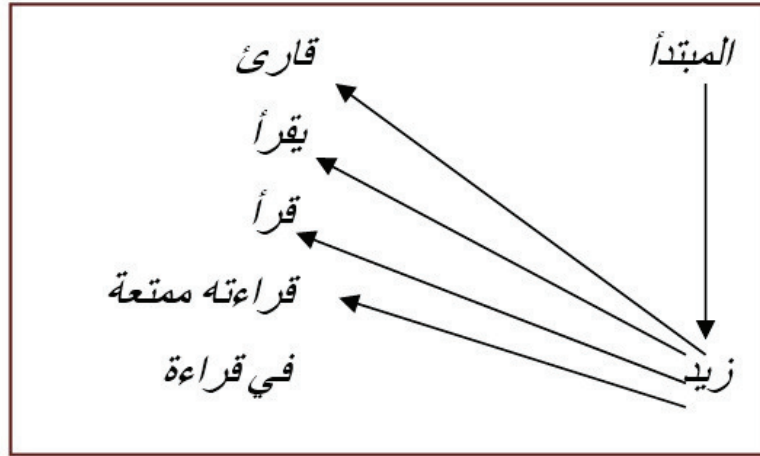 المبتدأ
قارئ
يقرأ
قرأ
قراءته ممتعة
زيد
في قراءة